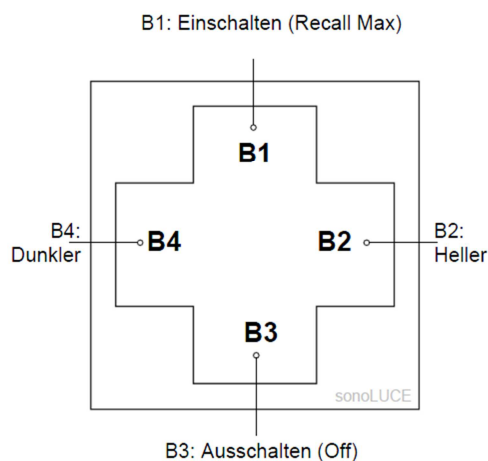 B1: Einschalten (Recall Max)
B1
B4:
Dunkler
B4
B2
B2:
Heller
B3
sonoLUCE
B3: Ausschalten (Off)